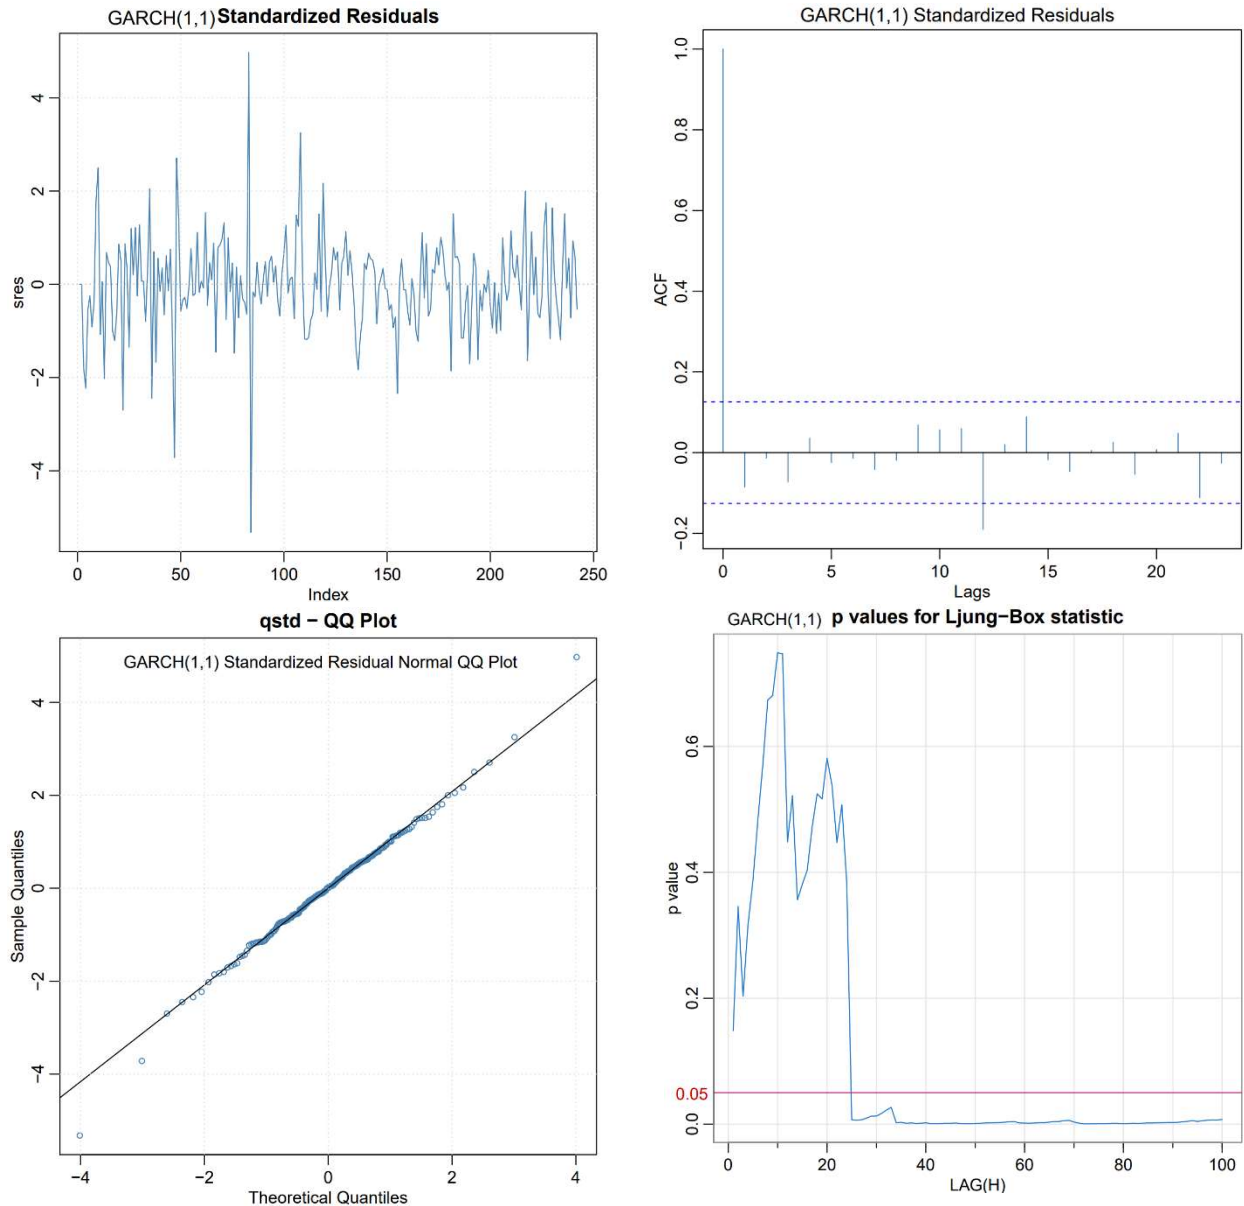 GARCH(1,1) Standardized Residuals
sres
4
2
0
−2
−4
0 50 100 150 200 250
Index
GARCH(1,1) Standardized Residuals
ACF
1.0
0.8
0.6
0.4
0.2
0.0
−0.2
0 5 10 15 20
Lags
qstd − QQ Plot
GARCH(1,1) Standardized Residual Normal QQ Plot
Sample Quantiles
4
2
0
−2
−4
−4 −2 0 2 4
Theoretical Quantiles
GARCH(1,1) p values for Ljung−Box statistic
p value
0.6
0.4
0.2
0.05
0.0
0 20 40 60 80 100
LAG(H)